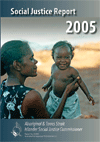 Social Justice Report
2005
Aboriginal & Torres Strait
Islander Social Justice Commissioner